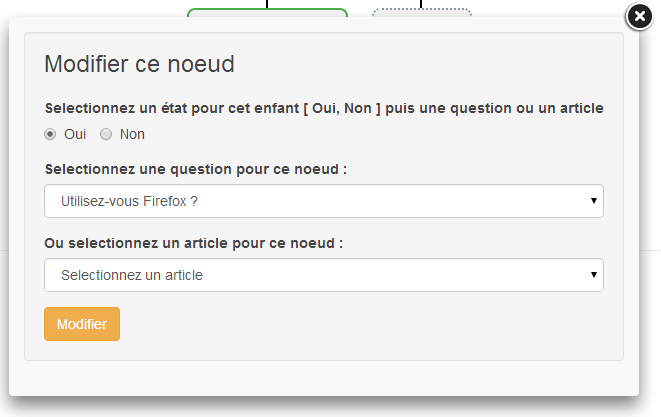 Modifier ce noeud
Selectionnez un état pour cet enfant [ Oui, Non ] puis une question ou un article
Oui Non
Selectionnez une question pour ce noeud :
Utilisez-vous Firefox ?
Ou selectionnez un article pour ce noeud :
Selectionnez un article
Modifier